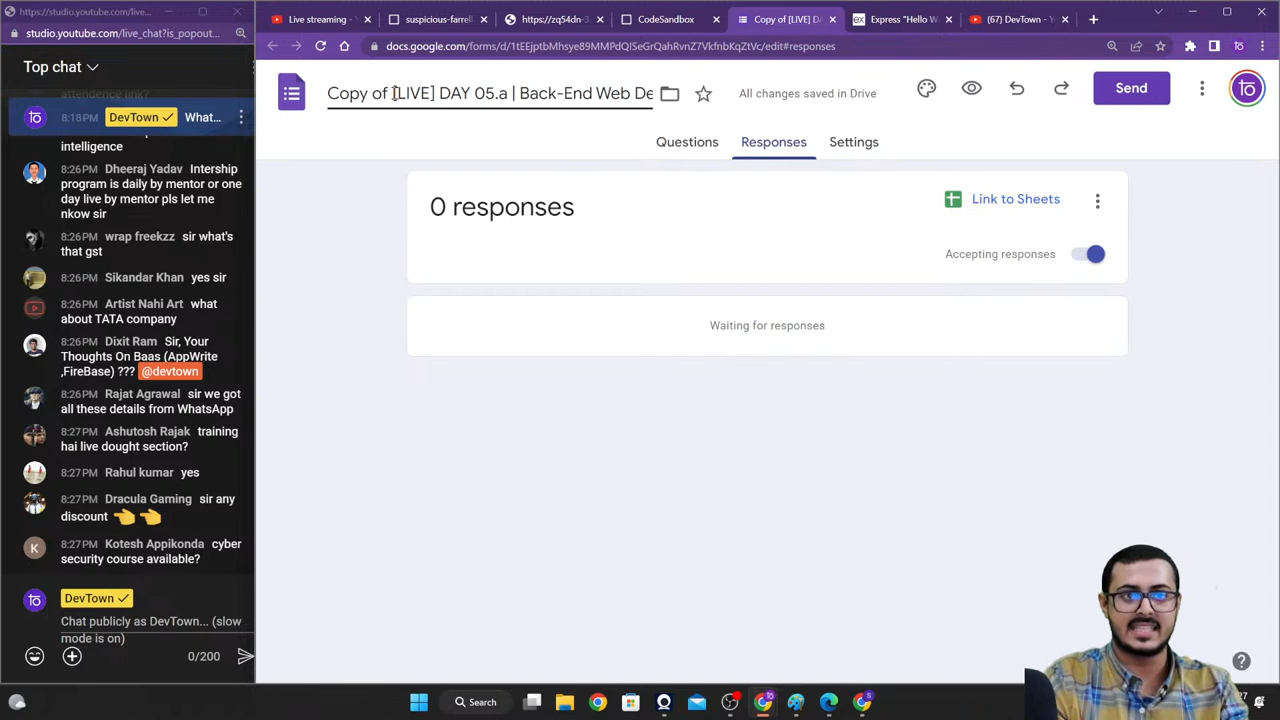 https://studio.youtube.com/live...
studio.youtube.com/live_chat?is_popout...
Top chat
attendence link?
8:18PM DevTown What...
intelligence
8:26PM Dheeraj Yadav Intership
program is daily by mentor or one
day live by mentor pls let me
nkow sir
8:26PM wrap freekzz sir what's
that gst
8:26PM Sikandar Khan yes sir
8:26PM Artist Nahi Art what
about TATA company
8:26PM Dixit Ram Sir, Your
Thoughts On Baas (AppWrite
,FireBase) ??? @devtown
8:26PM Rajat Agrawal sir we got
all these details from WhatsApp
8:27PM Ashutosh Rajak training
hai live dought section?
8:27PM Rahul kumar yes
8:27PM Dracula Gaming sir any
discount 👈 👈
8:27PM Kotesh Appikonda cyber
security course available?
DevTown
Chat publicly as DevTown... (slow
mode is on)
0/200
Live streaming - 
suspicious-farrell
https://zq54dn-3
CodeSandbox
Copy of [LIVE] DA
Express "Hello W
(67) DevTown - Y
docs.google.com/forms/d/1tEEjptbMhsye89MMPdQISeGrQahRvnZ7VkfnbKqZtVc/edit#responses
Copy of [LIVE] DAY 05.a | Back-End Web De
All changes saved in Drive
Send
Questions Responses Settings
0 responses
Link to Sheets
Accepting responses
Waiting for responses
Search